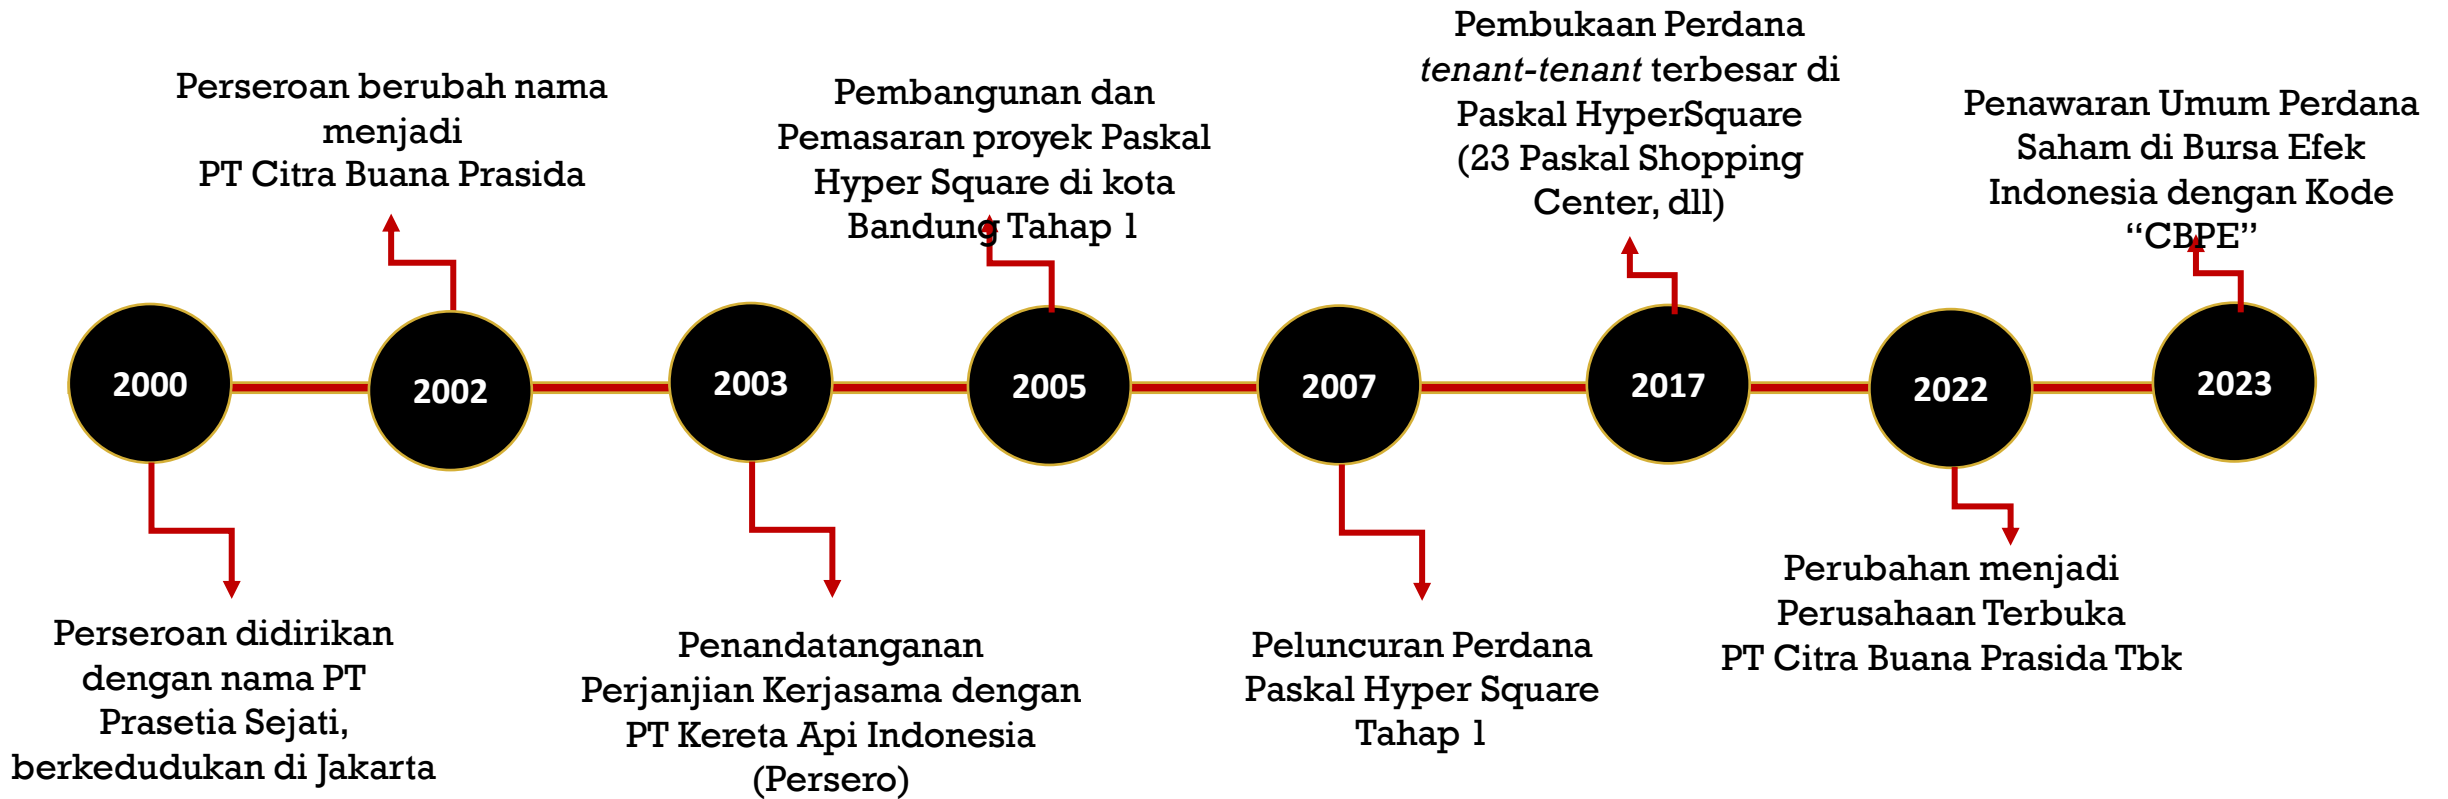 Perseroan berubah nama
menjadi
PT Citra Buana Prasida
Pembangunan dan
Pemasaran proyek Paskal
Hyper Square di kota
Bandung Tahap 1
Pembukaan Perdana
tenant-tenant terbesar di
Paskal HyperSquare
(23 Paskal Shopping
Center, dll)
Penawaran Umum Perdana
Saham di Bursa Efek
Indonesia dengan Kode
“CBPE”
2000
2002
2003
2005
2007
2017
2022
2023
Perseroan didirikan
dengan nama PT
Prasetia Sejati,
berkedudukan di Jakarta
Penandatanganan
Perjanjian Kerjasama dengan
PT Kereta Api Indonesia
(Persero)
Peluncuran Perdana
Paskal Hyper Square
Tahap 1
Perubahan menjadi
Perusahaan Terbuka
PT Citra Buana Prasida Tbk